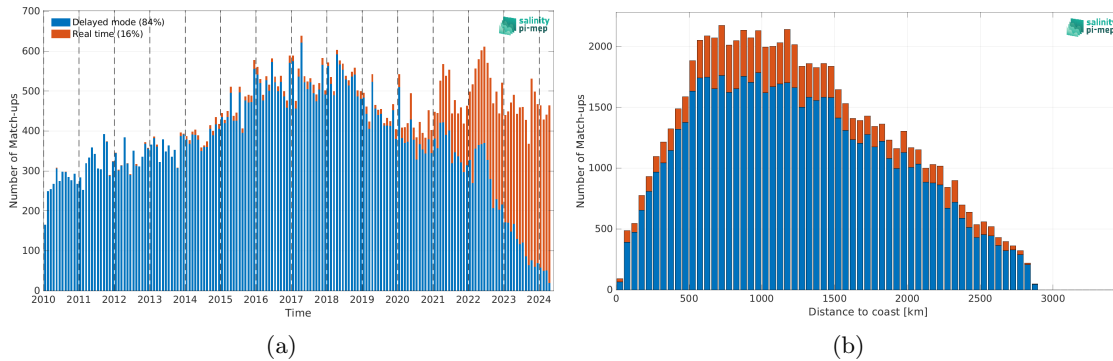 700
600
500
400
300
200
100
0
Number of Match-ups
Delayed mode (84%)
Real time (16%)
salinity
pi-mep
2010 2011 2012 2013 2014 2015 2016 2017 2018 2019 2020 2021 2022 2023 2024
Time
(a)
2000
1500
1000
500
0
Number of Match-ups
salinity
pi-mep
0 500 1000 1500 2000 2500 3000
Distance to coast [km]
(b)